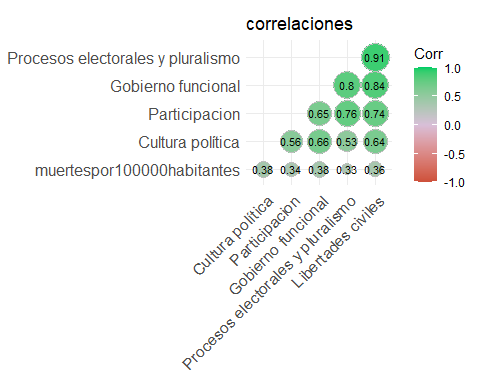 correlaciones
Procesos electorales y pluralismo
0.91
Gobierno funcional
0.8 0.84
Participacion
0.65 0.76 0.74
Cultura política
0.56 0.66 0.53 0.64
muertespor100000habitantes
0.38 0.34 0.38 0.33 0.36
Cultura política
Participacion
Gobierno funcional
Procesos electorales y pluralismo
Libertades civiles
Corr
1.0
0.5
0.0
-0.5
-1.0